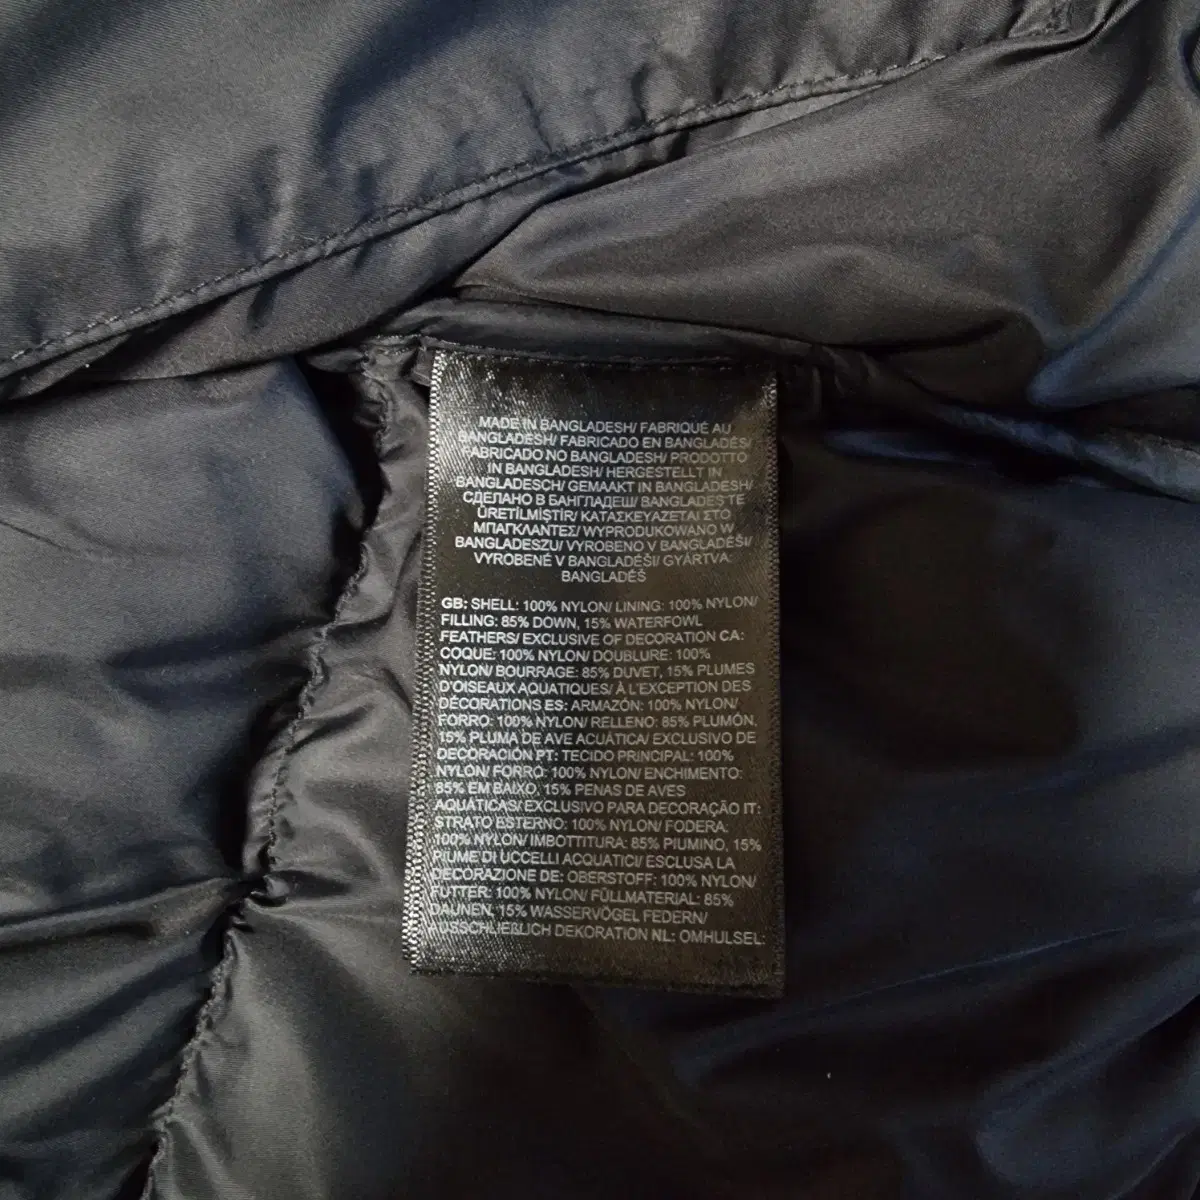 MADE IN BANGLADESH/ FABRIQUÉ AU
BANGLADESH/ FABRICADO EN BANGLADÉS/
FABRICADO NO BANGLADESH/ PRODOTTO
IN BANGLADESH/ HERGESTELLT IN
BANGLADESCH/ GEMAAKT IN BANGLADESH/
СДЕЛАНО В БАНГЛАДЕШ/ BANGLADEŞ'TE
ÜRETİLMİŞTİR/ ΚΑΤΑΣΚΕΥΑΖΕΤΑΙ ΣΤΟ
ΜΠΑΓΚΛΑΝΤΕΣ/ WYPRODUKOWANO W
BANGLADESZU/ VYROBENO V BANGLADÉŠI/
VYROBENÉ V BANGLADÉŠI/ GYÁRTVA:
BANGLADÉS
GB: SHELL: 100% NYLON/ LINING: 100% NYLON/
FILLING: 85% DOWN, 15% WATERFOWL
FEATHERS/ EXCLUSIVE OF DECORATION CA:
COQUE: 100% NYLON/ DOUBLURE: 100%
NYLON/ BOURRAGE: 85% DUVET, 15% PLUMES
D'OISEAUX AQUATIQUES/ À L'EXCEPTION DES
DÉCORATIONS ES: ARMAZÓN: 100% NYLON/
FORRO: 100% NYLON/ RELLENO: 85% PLUMÓN,
15% PLUMA DE AVE ACUÁTICA/ EXCLUSIVO DE
DECORACIÓN PT: TECIDO PRINCIPAL: 100%
NYLON/ FORRO: 100% NYLON/ ENCHIMENTO:
85% EM BAIXO, 15% PENAS DE AVES
AQUÁTICAS/ EXCLUSIVO PARA DECORAÇÃO IT:
STRATO ESTERNO: 100% NYLON/ FODERA:
100% NYLON/ IMBOTTITURA: 85% PIUMINO, 15%
PIUME DI UCCELLI ACQUATICI/ ESCLUSA LA
DECORAZIONE DE: OBERSTOFF: 100% NYLON/
FUTTER: 100% NYLON/ FÜLLMATERIAL: 85%
DAUNEN, 15% WASSERVÖGEL FEDERN/
AUSSCHLIEßLICH DEKORATION NL: OMHULSEL: